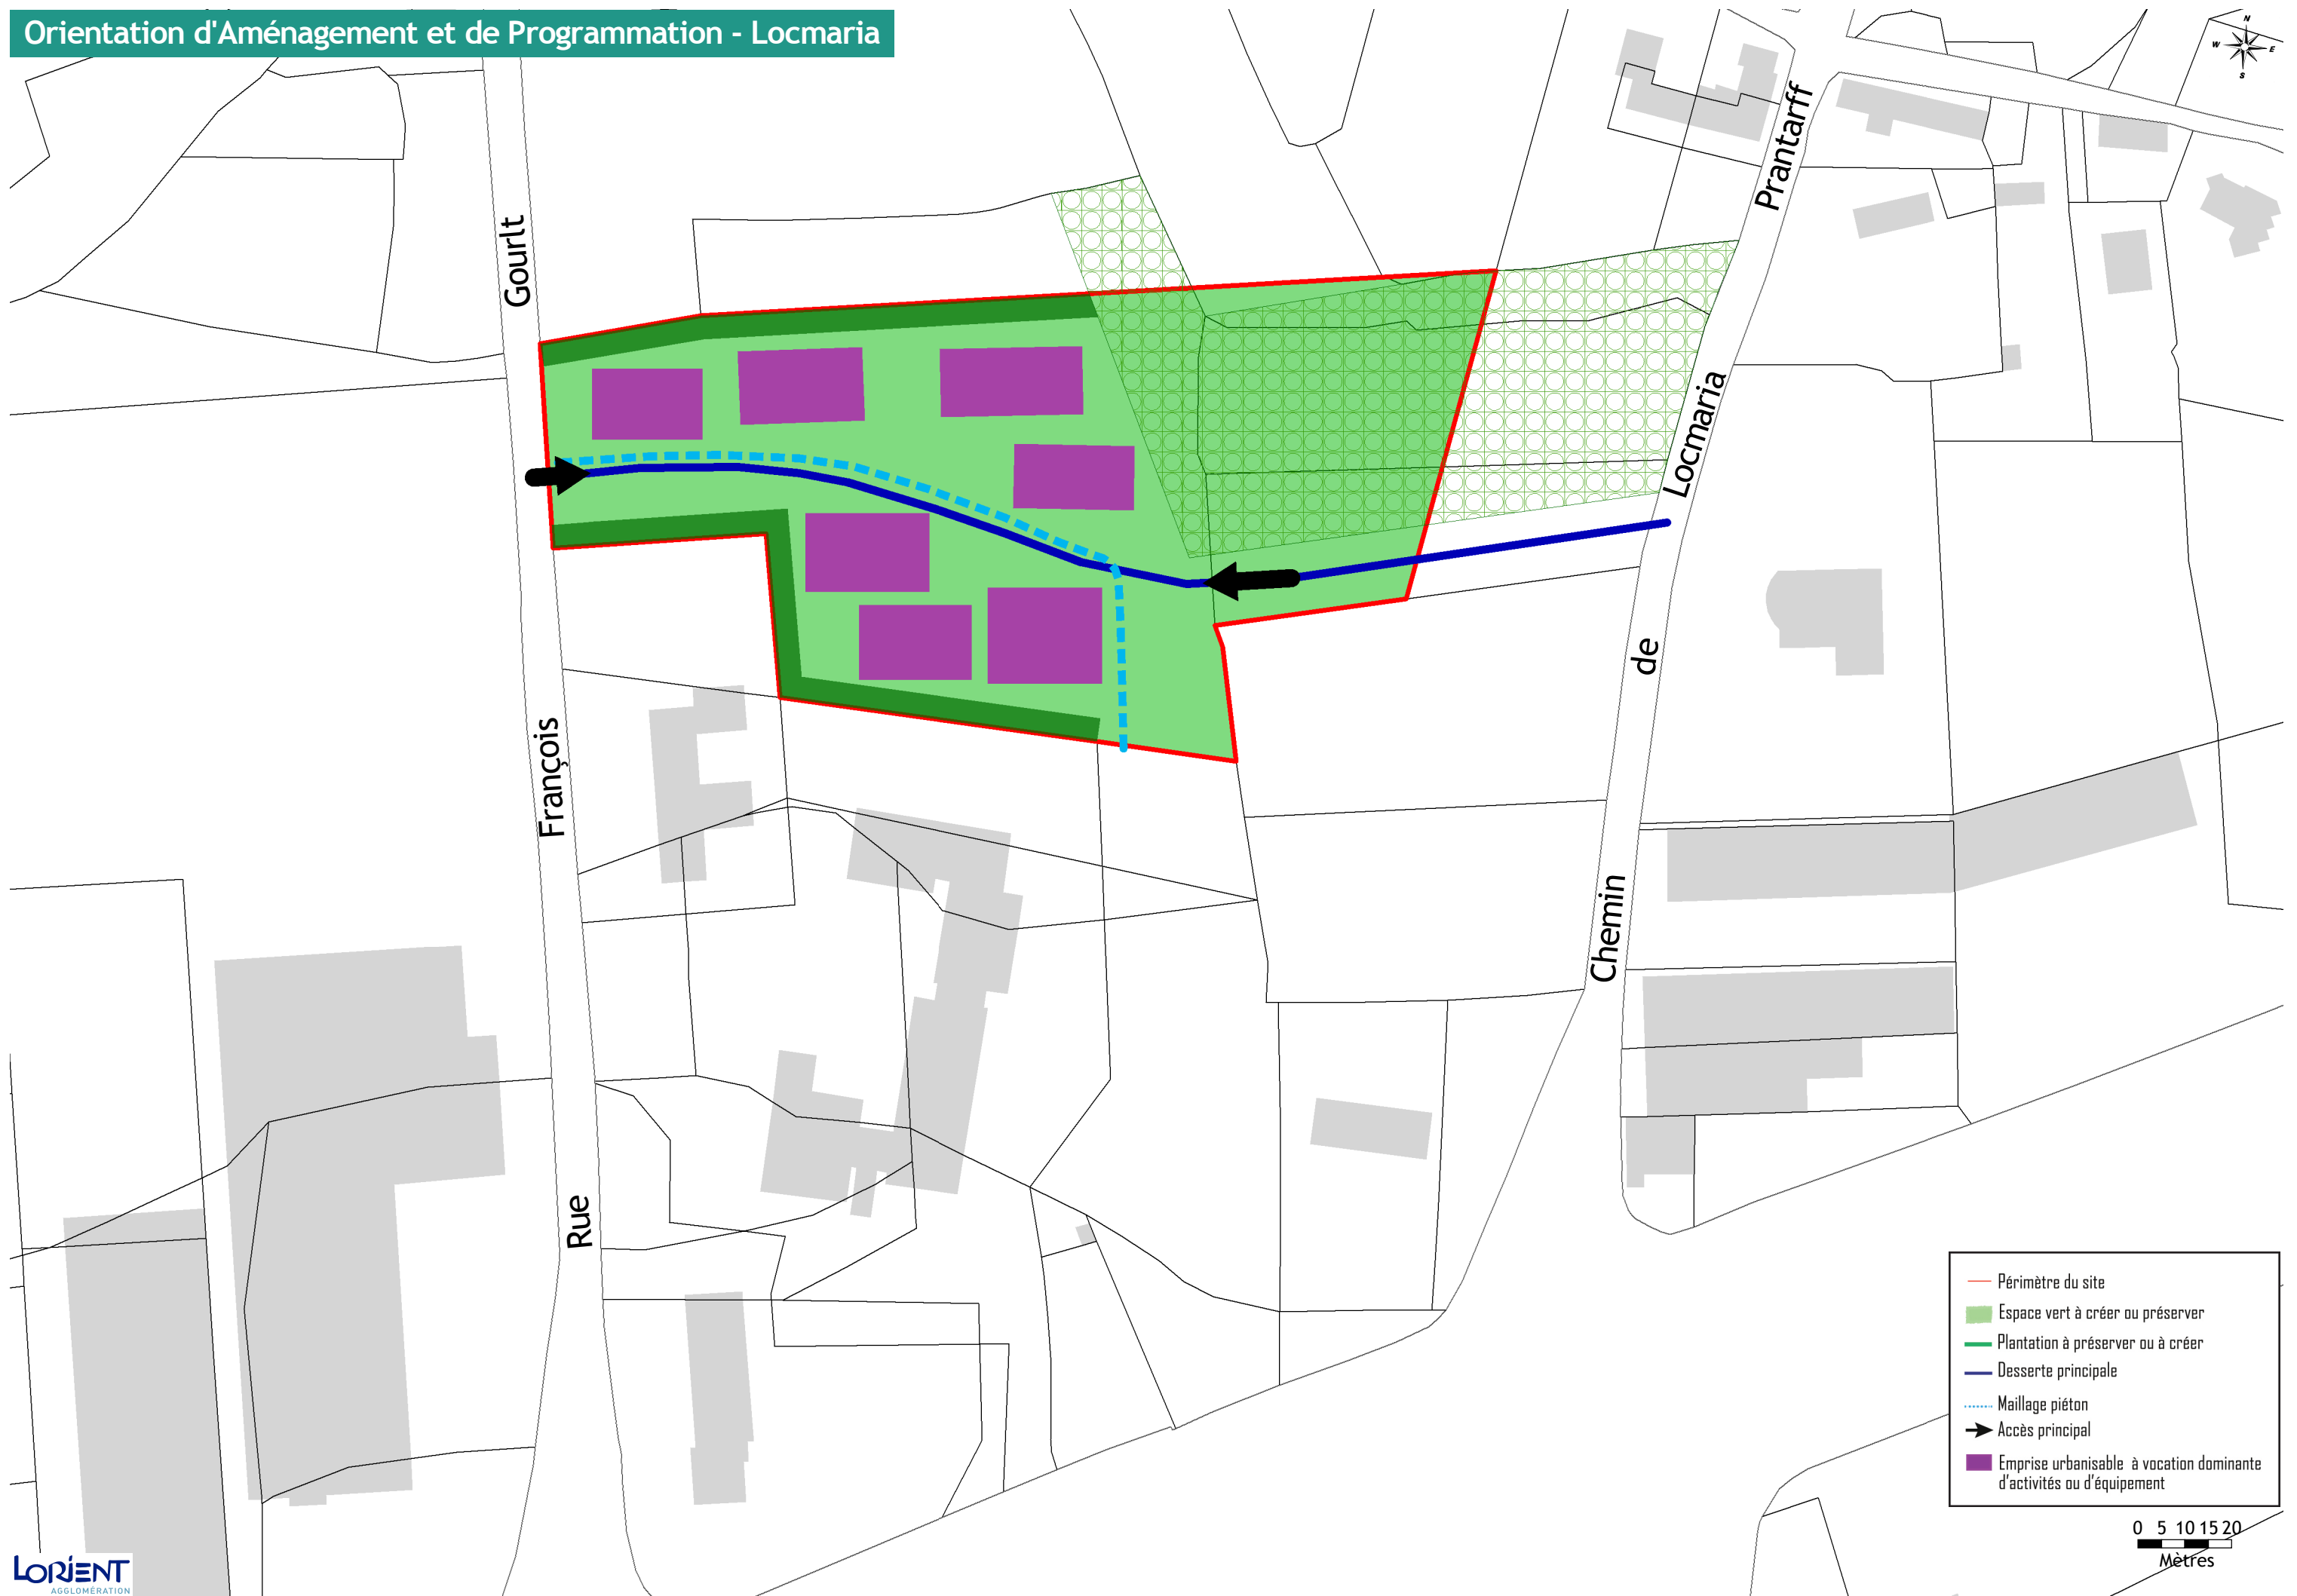 Orientation d'Aménagement et de Programmation - Locmaria
N
W
E
S
Prantarff
Gourlt
Locmaria
de
François
Chemin
Rue
Périmètre du site
Espace vert à créer ou préserver
Plantation à préserver ou à créer
Desserte principale
Maillage piéton
Accès principal
Emprise urbanisable à vocation dominante
d'activités ou d'équipement
0 5 10 15 20
Mètres
LORIENT
AGGLOMÉRATION